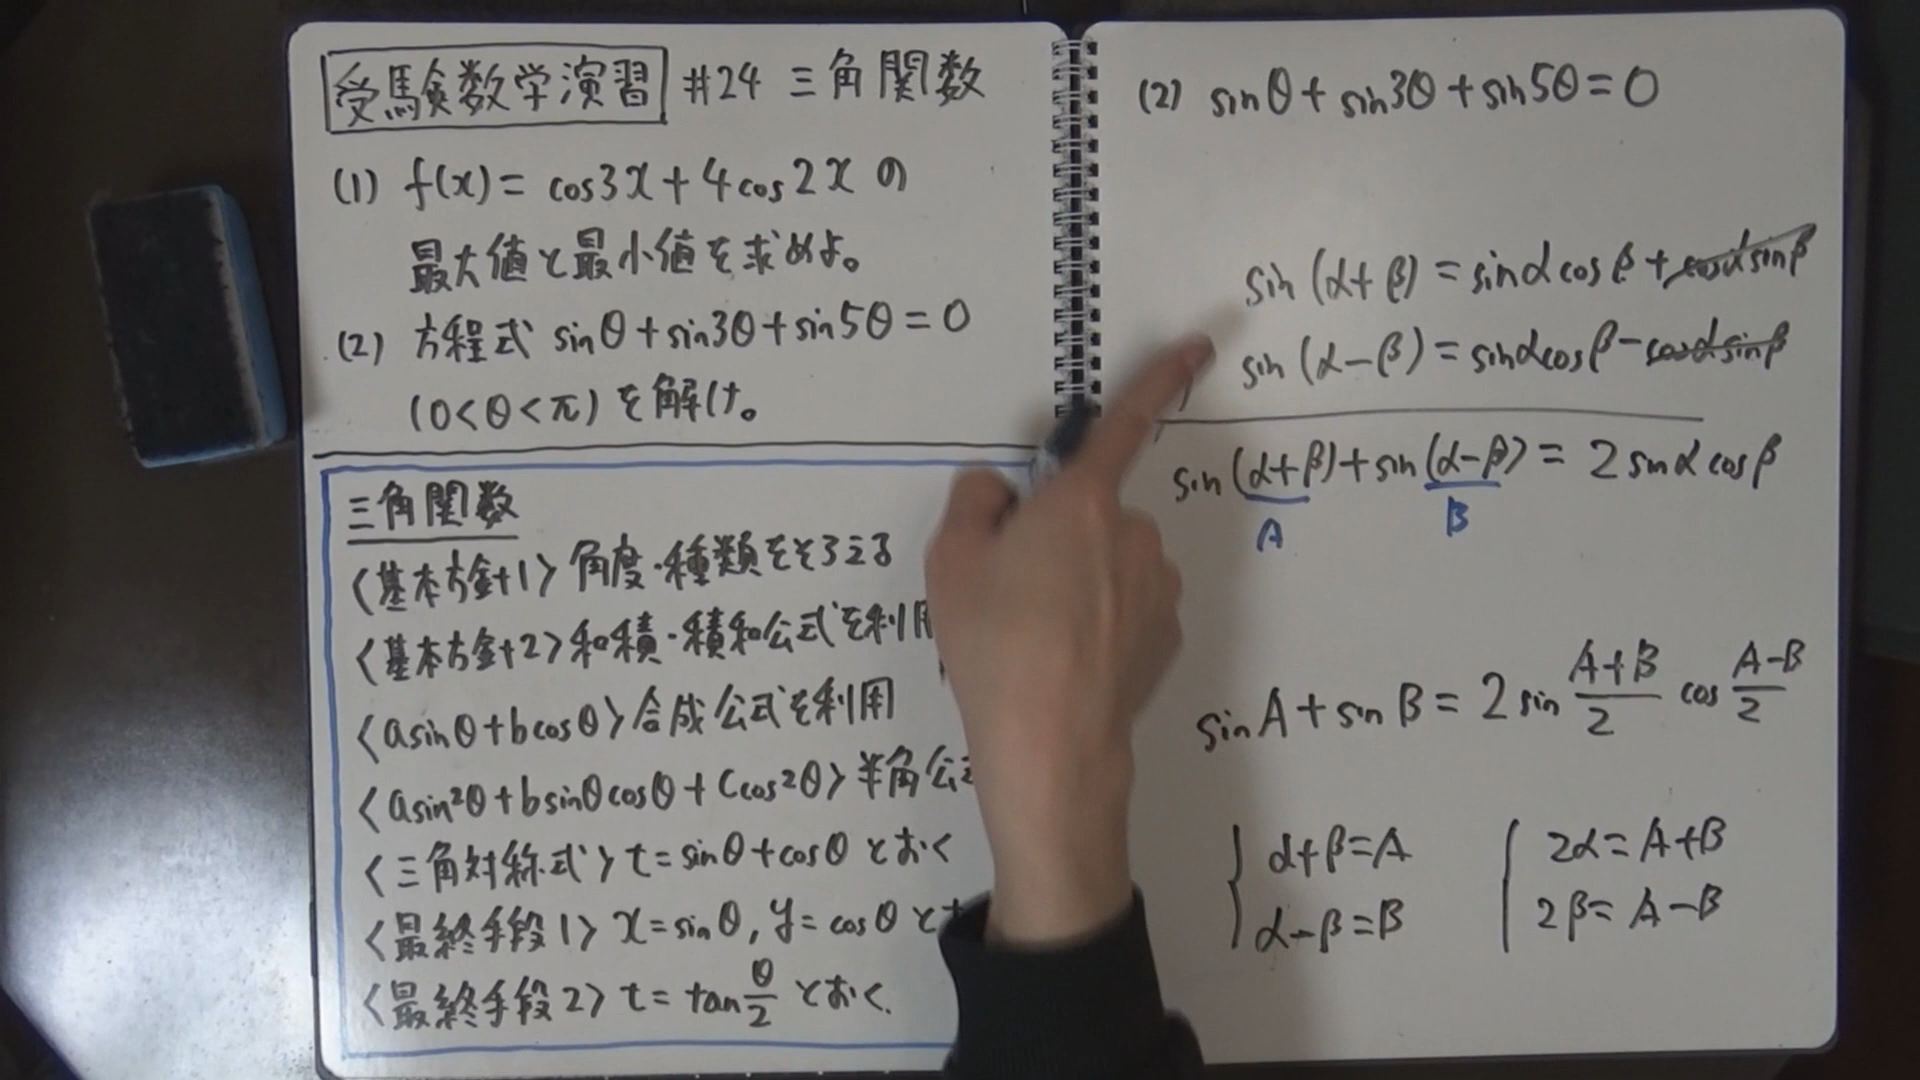 受験数学演習 #24 三角関数
(1) f(x) = cos3x + 4cos2x の
最大値と最小値を求めよ。
(2) 方程式 sinθ + sin3θ + sin5θ = 0
(0 < θ < π) を解け。
三角関数
〈基本方針1〉角度・種類をそろえる
〈基本方針2〉和積・積和公式を利用
〈asinθ + bcosθ〉合成公式を利用
〈asin²θ + bsinθcosθ + Ccos²θ〉半角公
〈三角対称式〉t = sinθ + cosθ とおく
〈最終手段1〉x = sinθ, y = cosθ と
〈最終手段2〉t = tan θ/2 とおく.
(2) sinθ + sin3θ + sin5θ = 0
sin (α+β) = sinαcosβ + cosαsinβ
sin (α-β) = sinαcosβ - cosαsinβ
sin (α+β) + sin (α-β) = 2 sinα cosβ
A B
sinA + sinB = 2 sin (A+B)/2 cos (A-B)/2
{ α+β = A { 2α = A+B
α-β = B 2β = A-B